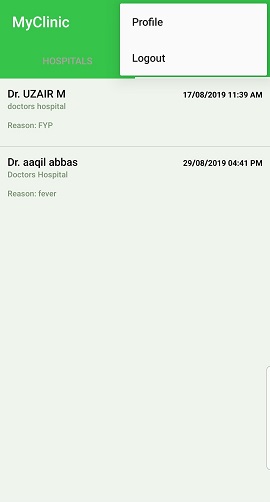 MyClinic
Profile
Logout
HOSPITALS
Dr. UZAIR M
17/08/2019 11:39 AM
doctors hospital
Reason: FYP
Dr. aaqil abbas
29/08/2019 04:41 PM
Doctors Hospital
Reason: fever